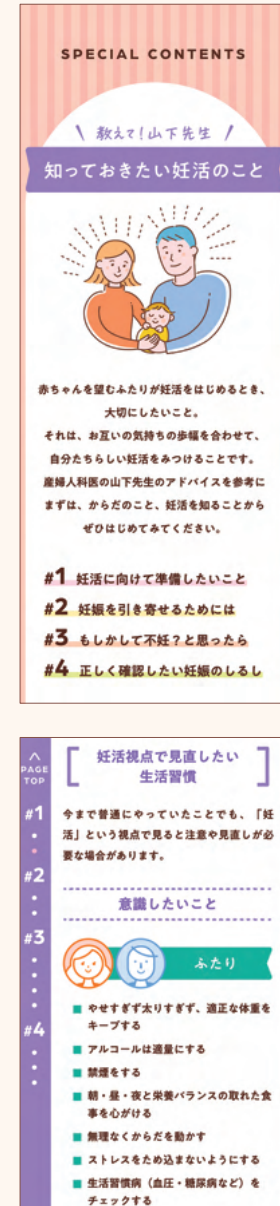 SPECIAL CONTENTS
教えて!山下先生
知っておきたい妊活のこと
赤ちゃんを望むふたりが妊活をはじめるとき、
大切にしたいこと。
それは、お互いの気持ちの歩幅を合わせて、
自分たちらしい妊活をみつけることです。
産婦人科医の山下先生のアドバイスを参考に
まずは、からだのこと、妊活を知ることから
ぜひはじめてみてください。
#1 妊活に向けて準備したいこと
#2 妊娠を引き寄せるためには
#3 もしかして不妊?と思ったら
#4 正しく確認したい妊娠のしるし
PAGE
TOP
#1
#2
#3
#4
妊活視点で見直したい
生活習慣
今まで普通にやっていたことでも、「妊
活」という視点で見ると注意や見直しが必
要な場合があります。
意識したいこと
ふたり
やせすぎず太りすぎず、適正な体重を
キープする
アルコールは適量にする
禁煙をする
朝・昼・夜と栄養バランスの取れた食
事を心がける
無理なくからだを動かす
ストレスをため込まないようにする
生活習慣病(血圧・糖尿病など)を
チェックする